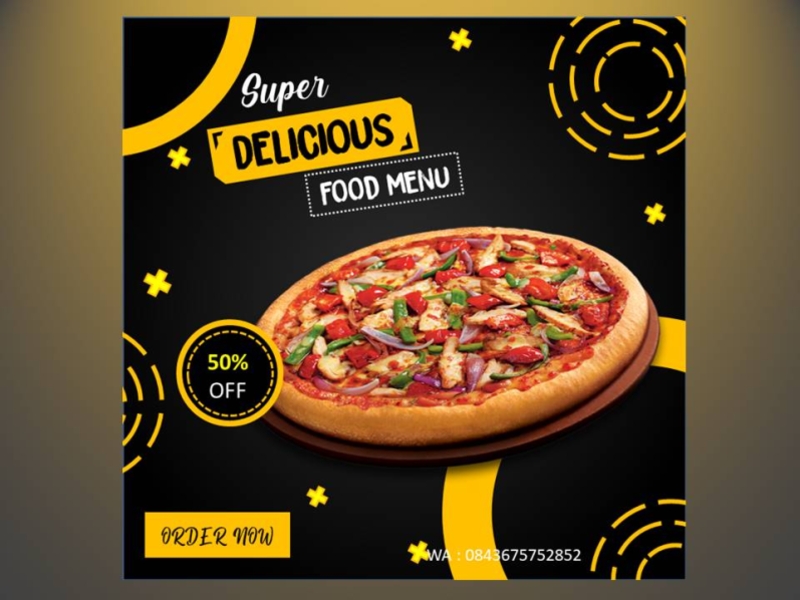 Super
DELICIOUS
FOOD MENU
50%
OFF
ORDER NOW
WA : 0843675752852